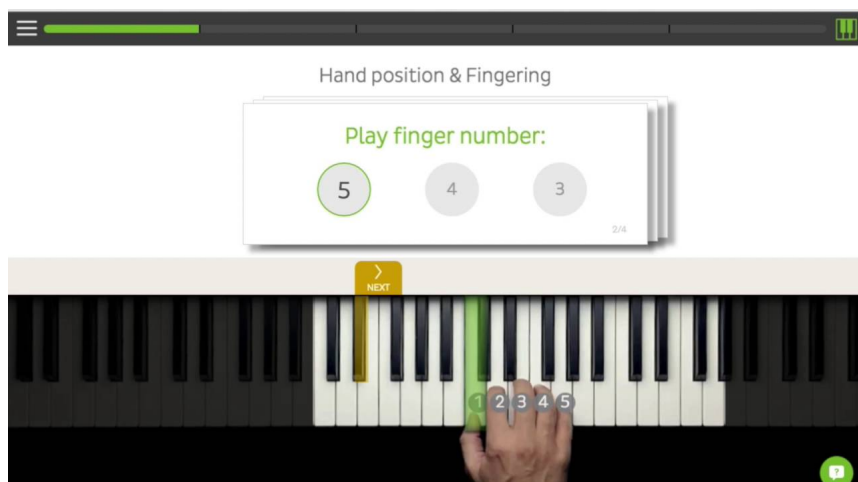 Hand position & Fingering
Play finger number:
5 4 3
2/4
NEXT
1 2 3 4 5
?